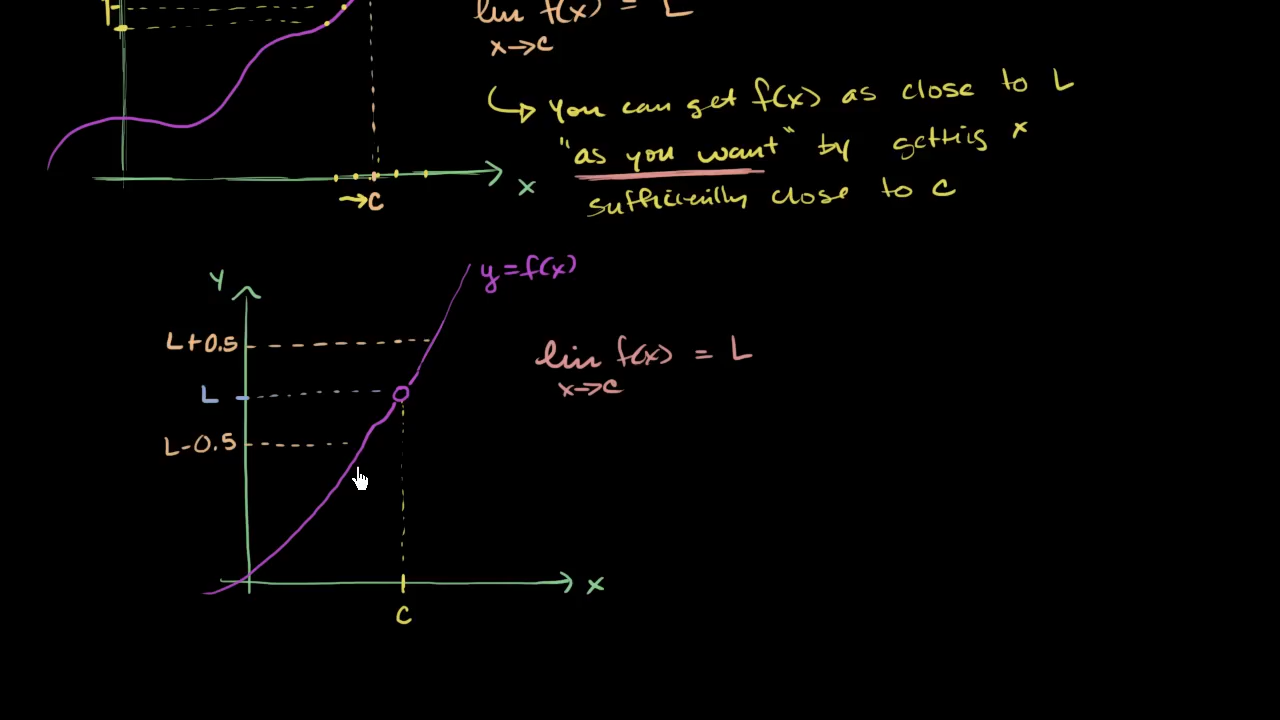 lim f(x) = L
x→c
→ you can get f(x) as close to L
"as you want" by getting x
sufficiently close to c
x
→c
y
y=f(x)
L+0.5
L
L-0.5
lim f(x) = L
x→c
x
c